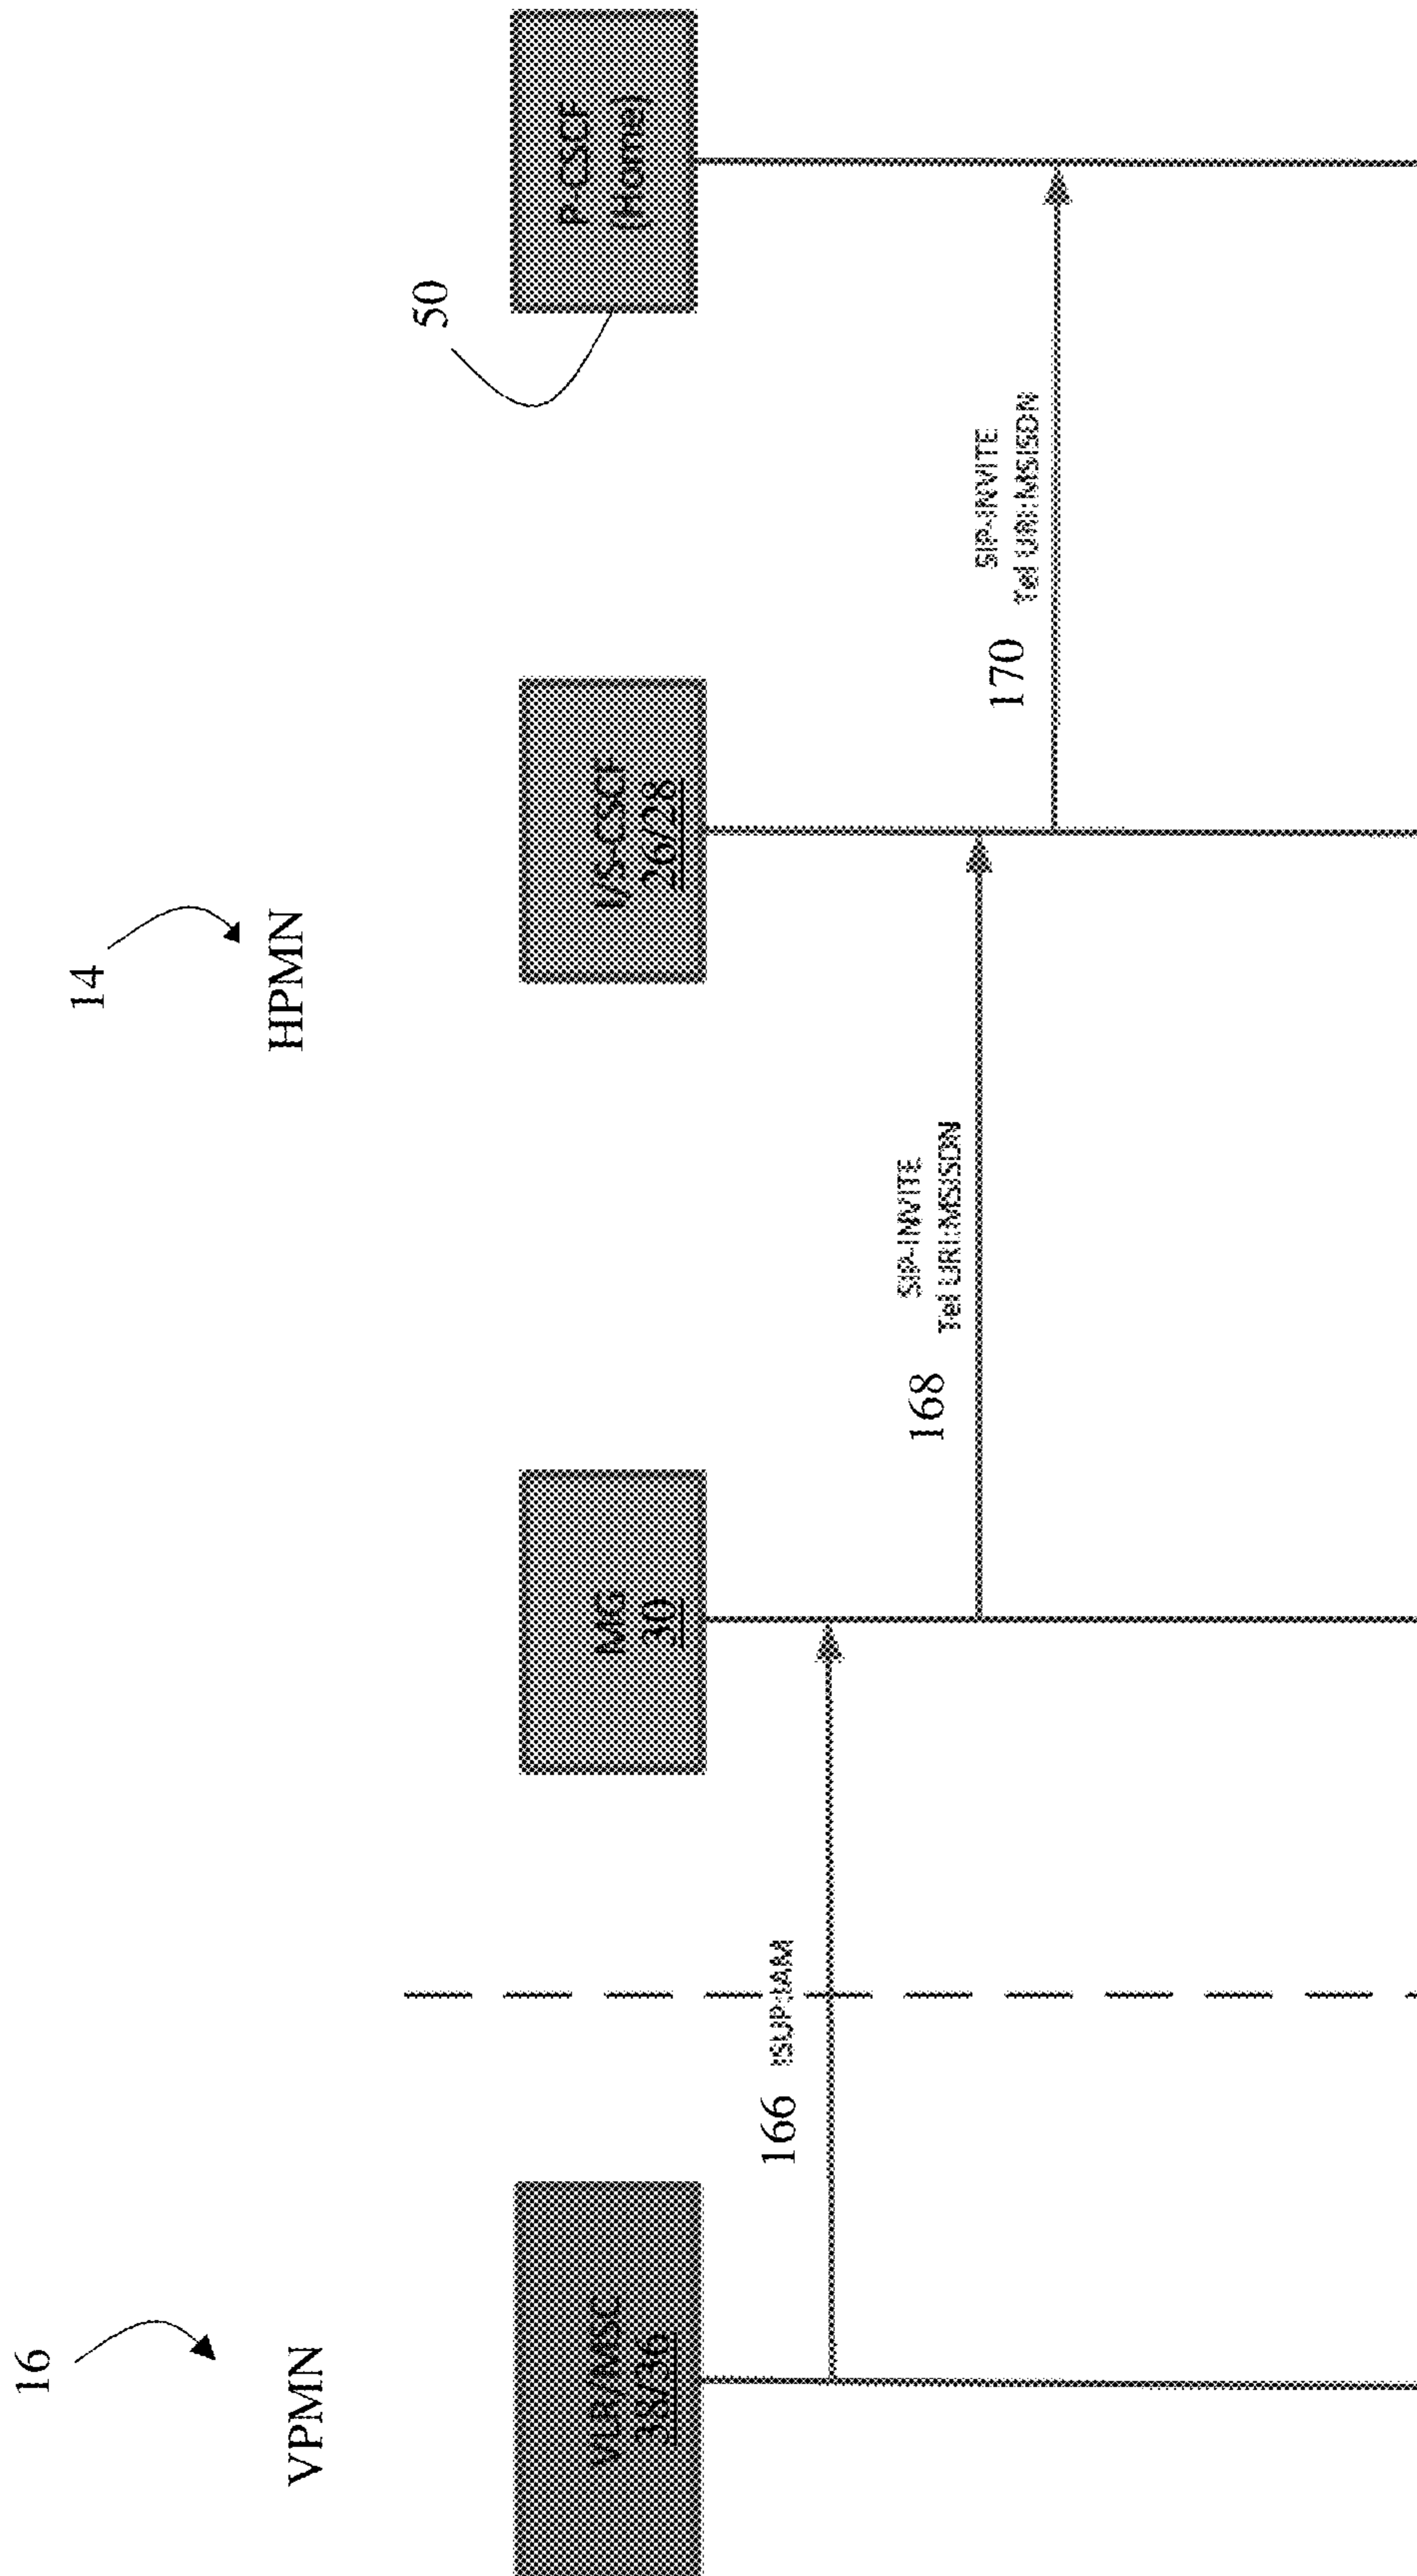 16
VPMN
14
HPMN
VLR/MSC
38/36
MG
30
I/S-CSCF
26/28
50
P-CSCF
(Home)
166 ISUP-IAM
168
SIP-INVITE
Tel URI:MSISDN
170
SIP-INVITE
Tel URI:MSISDN